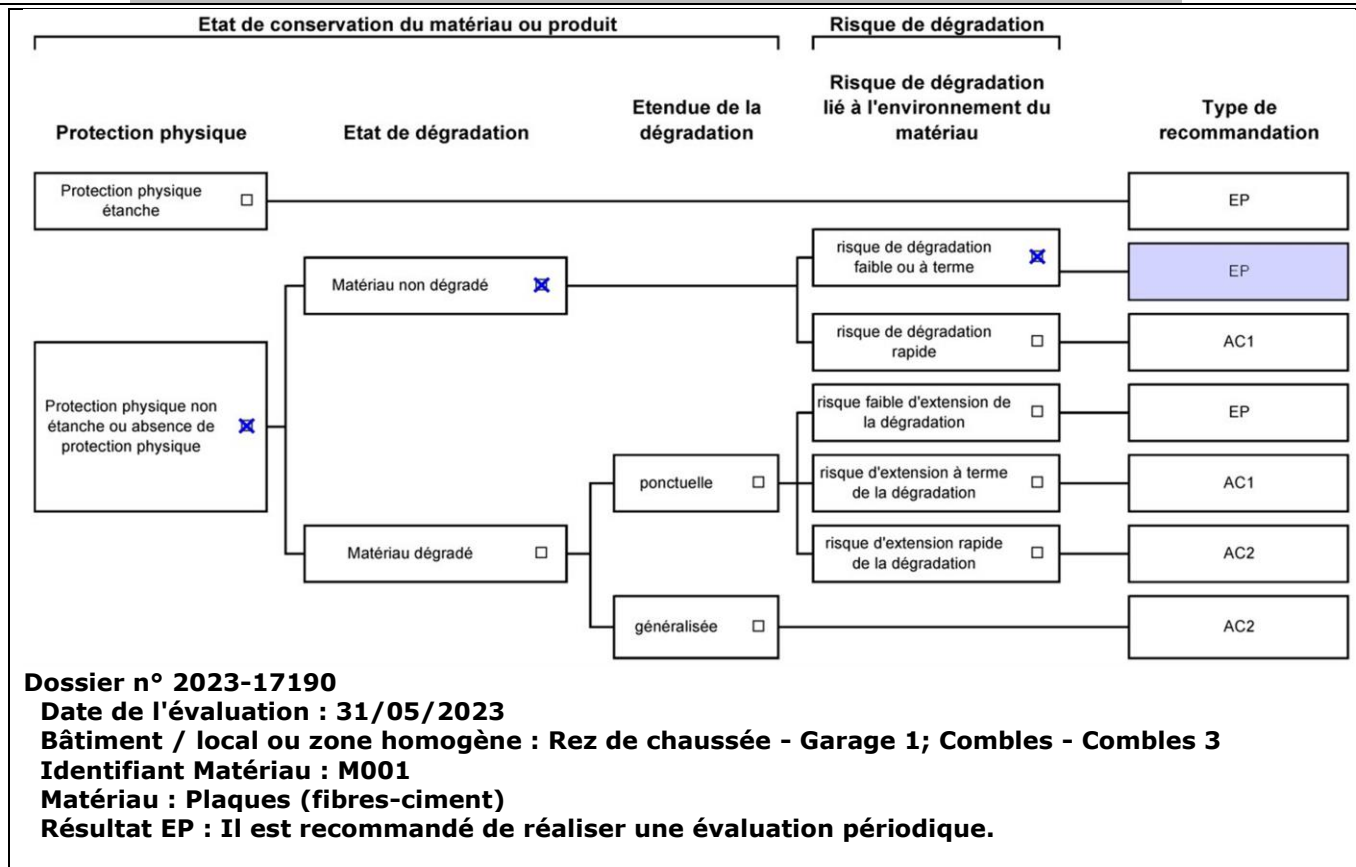 Etat de conservation du matériau ou produit
Risque de dégradation
Protection physique
Etat de dégradation
Etendue de la
dégradation
Risque de dégradation
lié à l'environnement du
matériau
Type de
recommandation
Protection physique
étanche
EP
risque de dégradation
faible ou à terme
Matériau non dégradé
EP
risque de dégradation
rapide
AC1
Protection physique non
étanche ou absence de
protection physique
risque faible d'extension de
la dégradation
EP
ponctuelle
risque d'extension à terme
de la dégradation
AC1
Matériau dégradé
risque d'extension rapide
de la dégradation
AC2
généralisée
AC2
Dossier n° 2023-17190
Date de l'évaluation : 31/05/2023
Bâtiment / local ou zone homogène : Rez de chaussée - Garage 1; Combles - Combles 3
Identifiant Matériau : M001
Matériau : Plaques (fibres-ciment)
Résultat EP : Il est recommandé de réaliser une évaluation périodique.